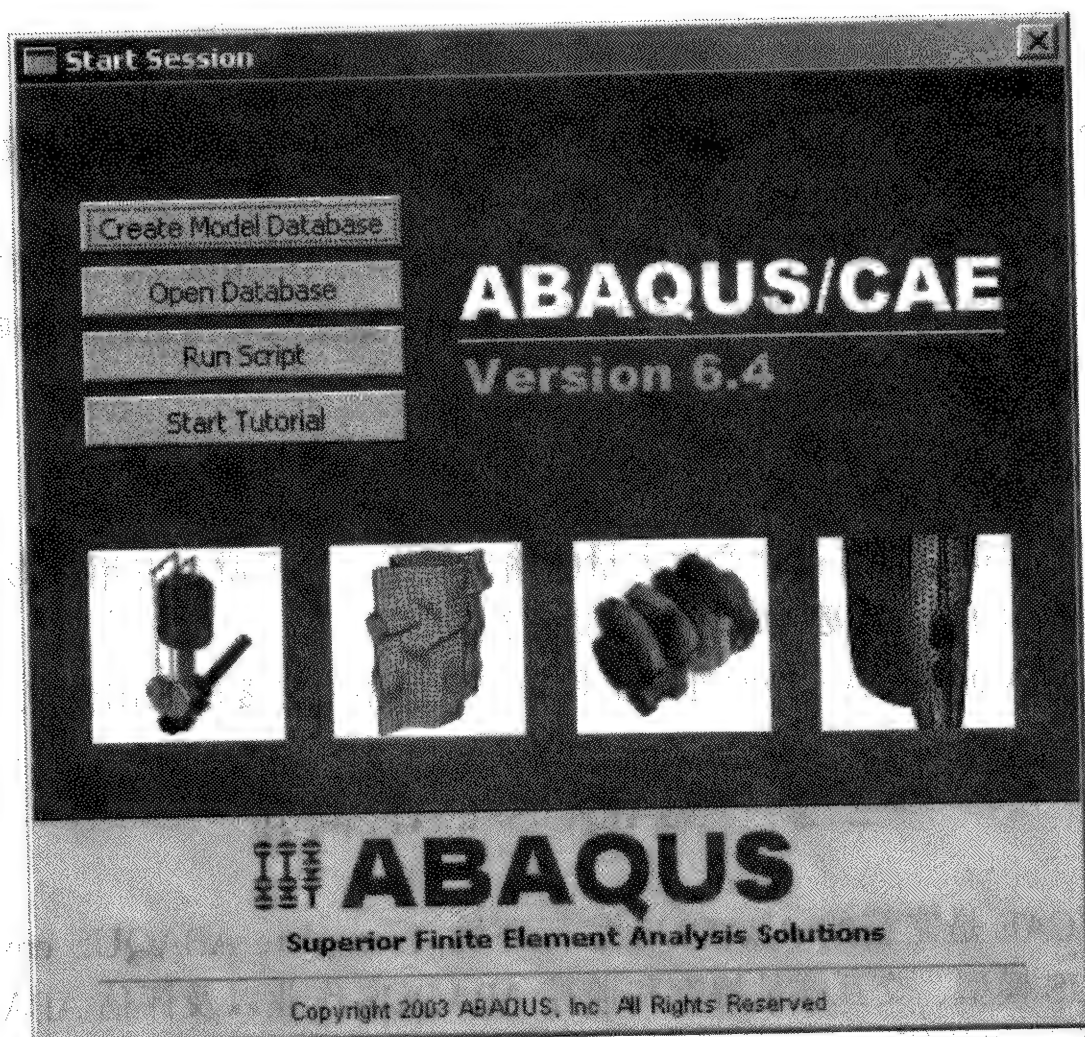 Start Session
Create Model Database
Open Database
Run Script
Start Tutorial
ABAQUS/CAE
Version 6.4
ABAQUS
Superior Finite Element Analysis Solutions
Copyright 2003 ABAQUS, Inc. All Rights Reserved